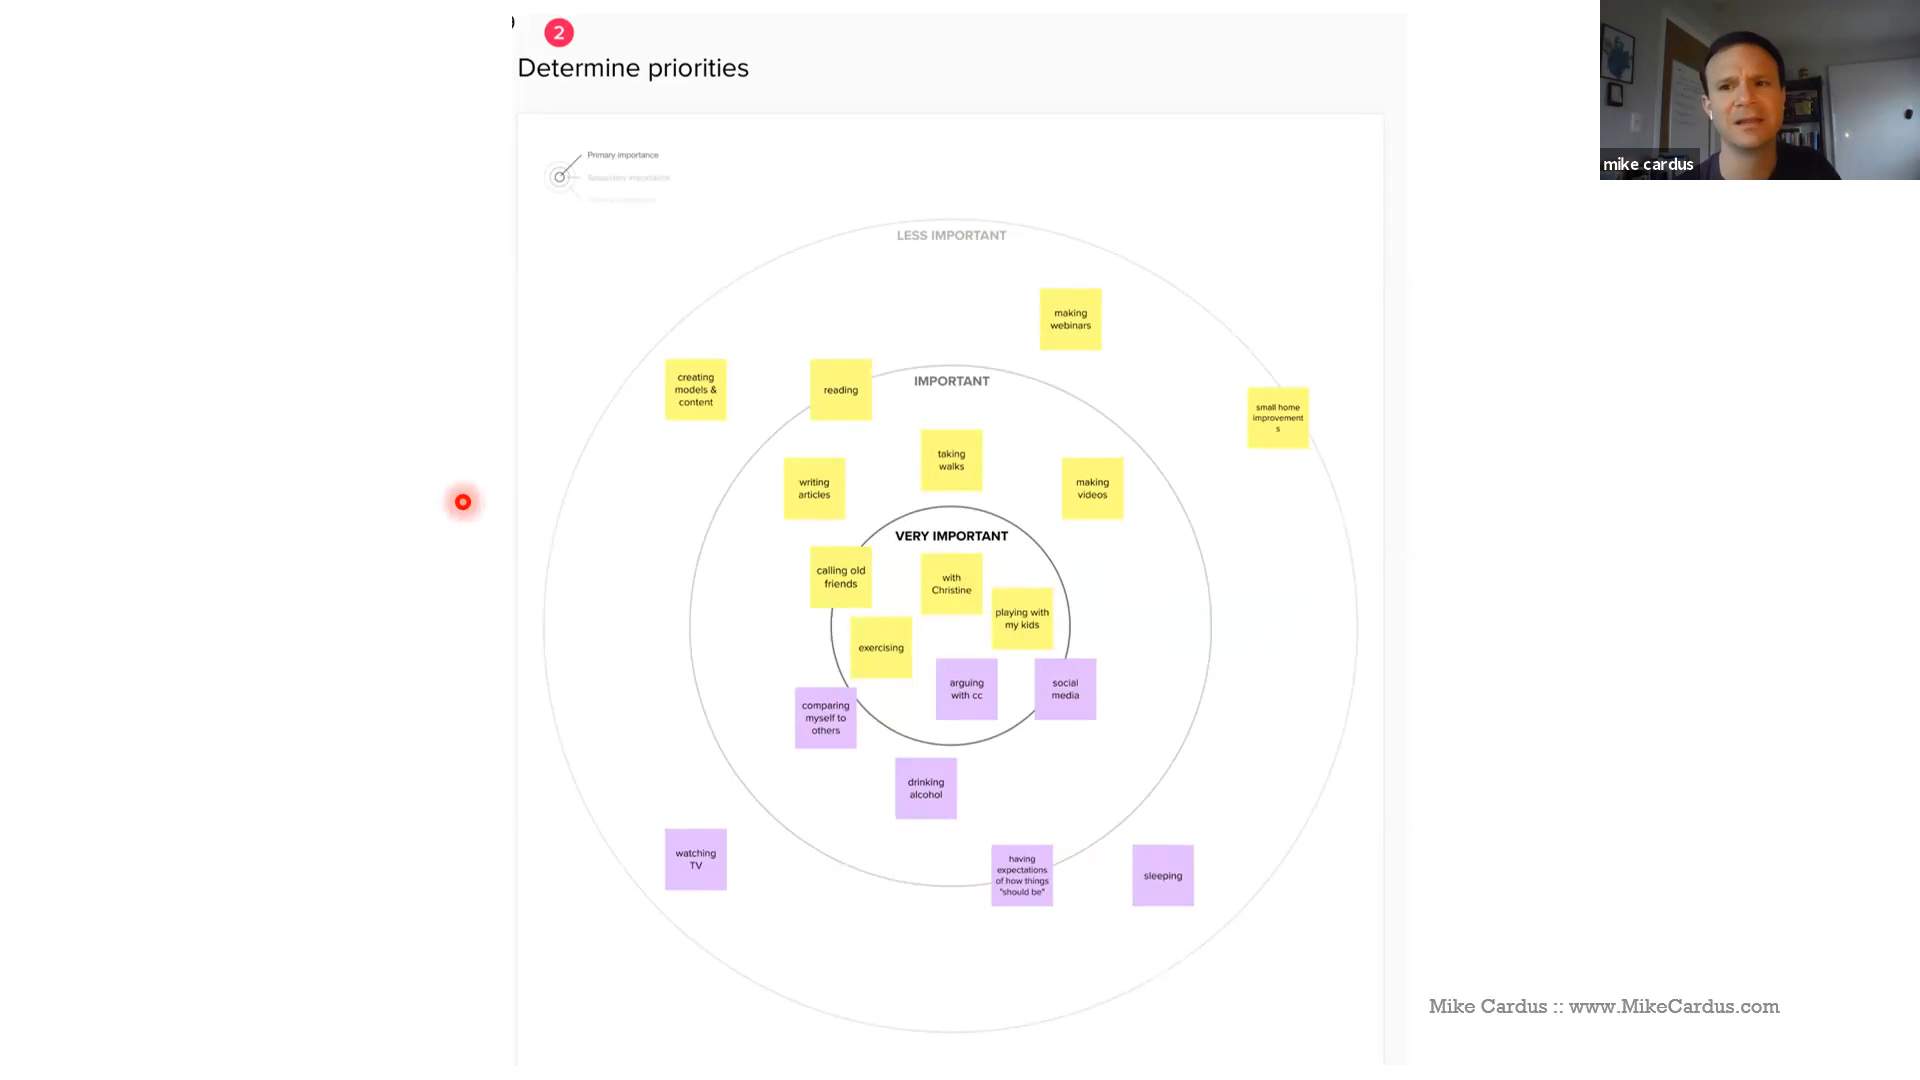 2
Determine priorities
mike cardus
Primary importance
Secondary importance
LESS IMPORTANT
making
webinars
creating
models &
content
reading
IMPORTANT
small home
improvement
s
taking
walks
writing
articles
making
videos
VERY IMPORTANT
calling old
friends
with
Christine
playing with
my kids
exercising
arguing
with cc
social
media
comparing
myself to
others
drinking
alcohol
watching
TV
having
expectations
of how things
"should be"
sleeping
Mike Cardus :: www.MikeCardus.com